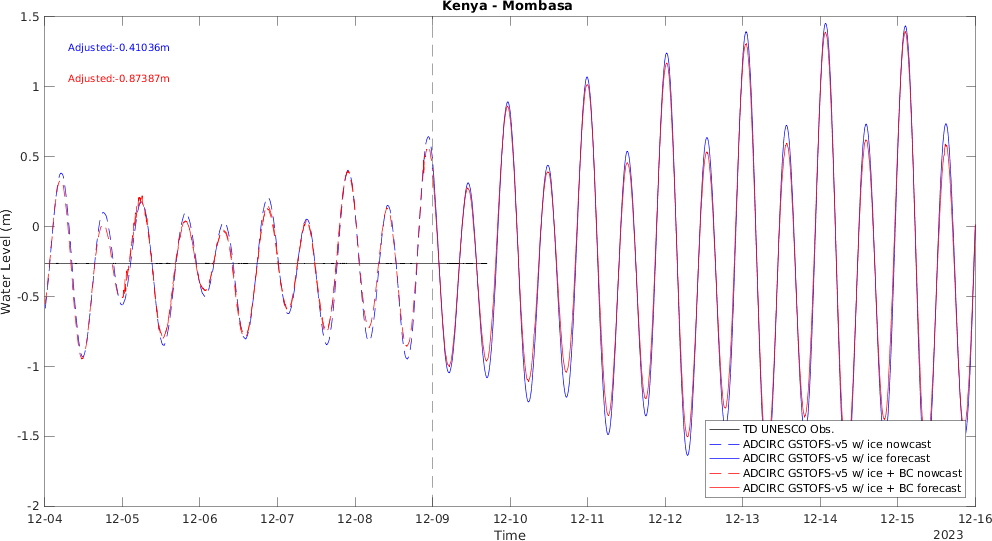 Kenya - Mombasa
Adjusted:-0.41036m
Adjusted:-0.87387m
1.5
1
0.5
0
-0.5
-1
-1.5
-2
Water Level (m)
TD UNESCO Obs.
ADCIRC GSTOFS-v5 w/ ice nowcast
ADCIRC GSTOFS-v5 w/ ice forecast
ADCIRC GSTOFS-v5 w/ ice + BC nowcast
ADCIRC GSTOFS-v5 w/ ice + BC forecast
12-04 12-05 12-06 12-07 12-08 12-09 12-10 12-11 12-12 12-13 12-14 12-15 12-16
Time
2023